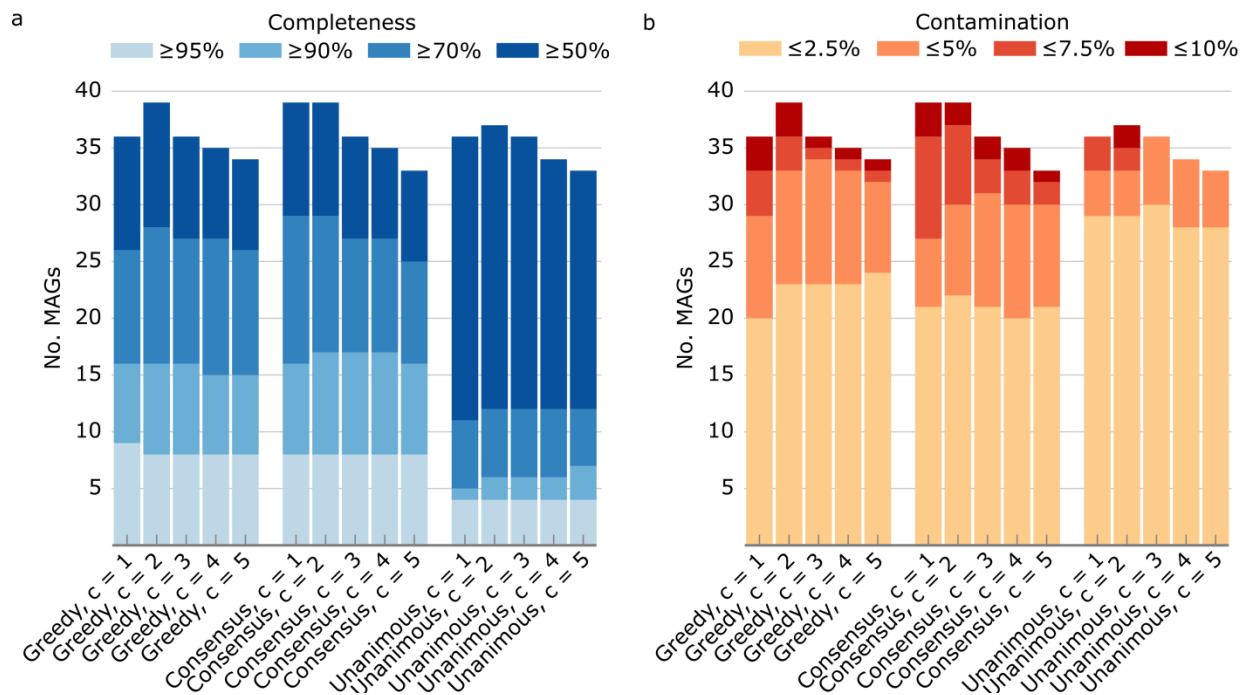 a
Completeness
≥95% ≥90% ≥70% ≥50%
No. MAGs
40
35
30
25
20
15
10
5
Greedy, c = 1
Greedy, c = 2
Greedy, c = 3
Greedy, c = 4
Greedy, c = 5
Consensus, c = 1
Consensus, c = 2
Consensus, c = 3
Consensus, c = 4
Consensus, c = 5
Unanimous, c = 1
Unanimous, c = 2
Unanimous, c = 3
Unanimous, c = 4
Unanimous, c = 5
b
Contamination
≤2.5% ≤5% ≤7.5% ≤10%
No. MAGs
40
35
30
25
20
15
10
5
Greedy, c = 1
Greedy, c = 2
Greedy, c = 3
Greedy, c = 4
Greedy, c = 5
Consensus, c = 1
Consensus, c = 2
Consensus, c = 3
Consensus, c = 4
Consensus, c = 5
Unanimous, c = 1
Unanimous, c = 2
Unanimous, c = 3
Unanimous, c = 4
Unanimous, c = 5